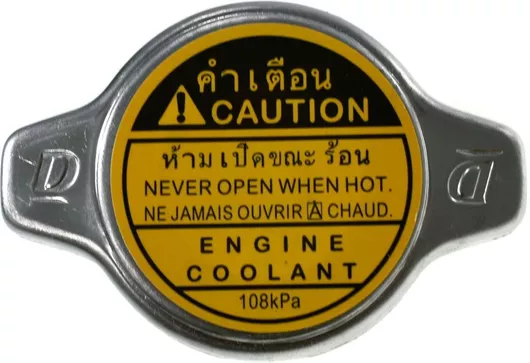 คำเตือน
CAUTION
ห้ามเปิดขณะร้อน
NEVER OPEN WHEN HOT.
NE JAMAIS OUVRIR A CHAUD.
ENGINE
COOLANT
108kPa
D D